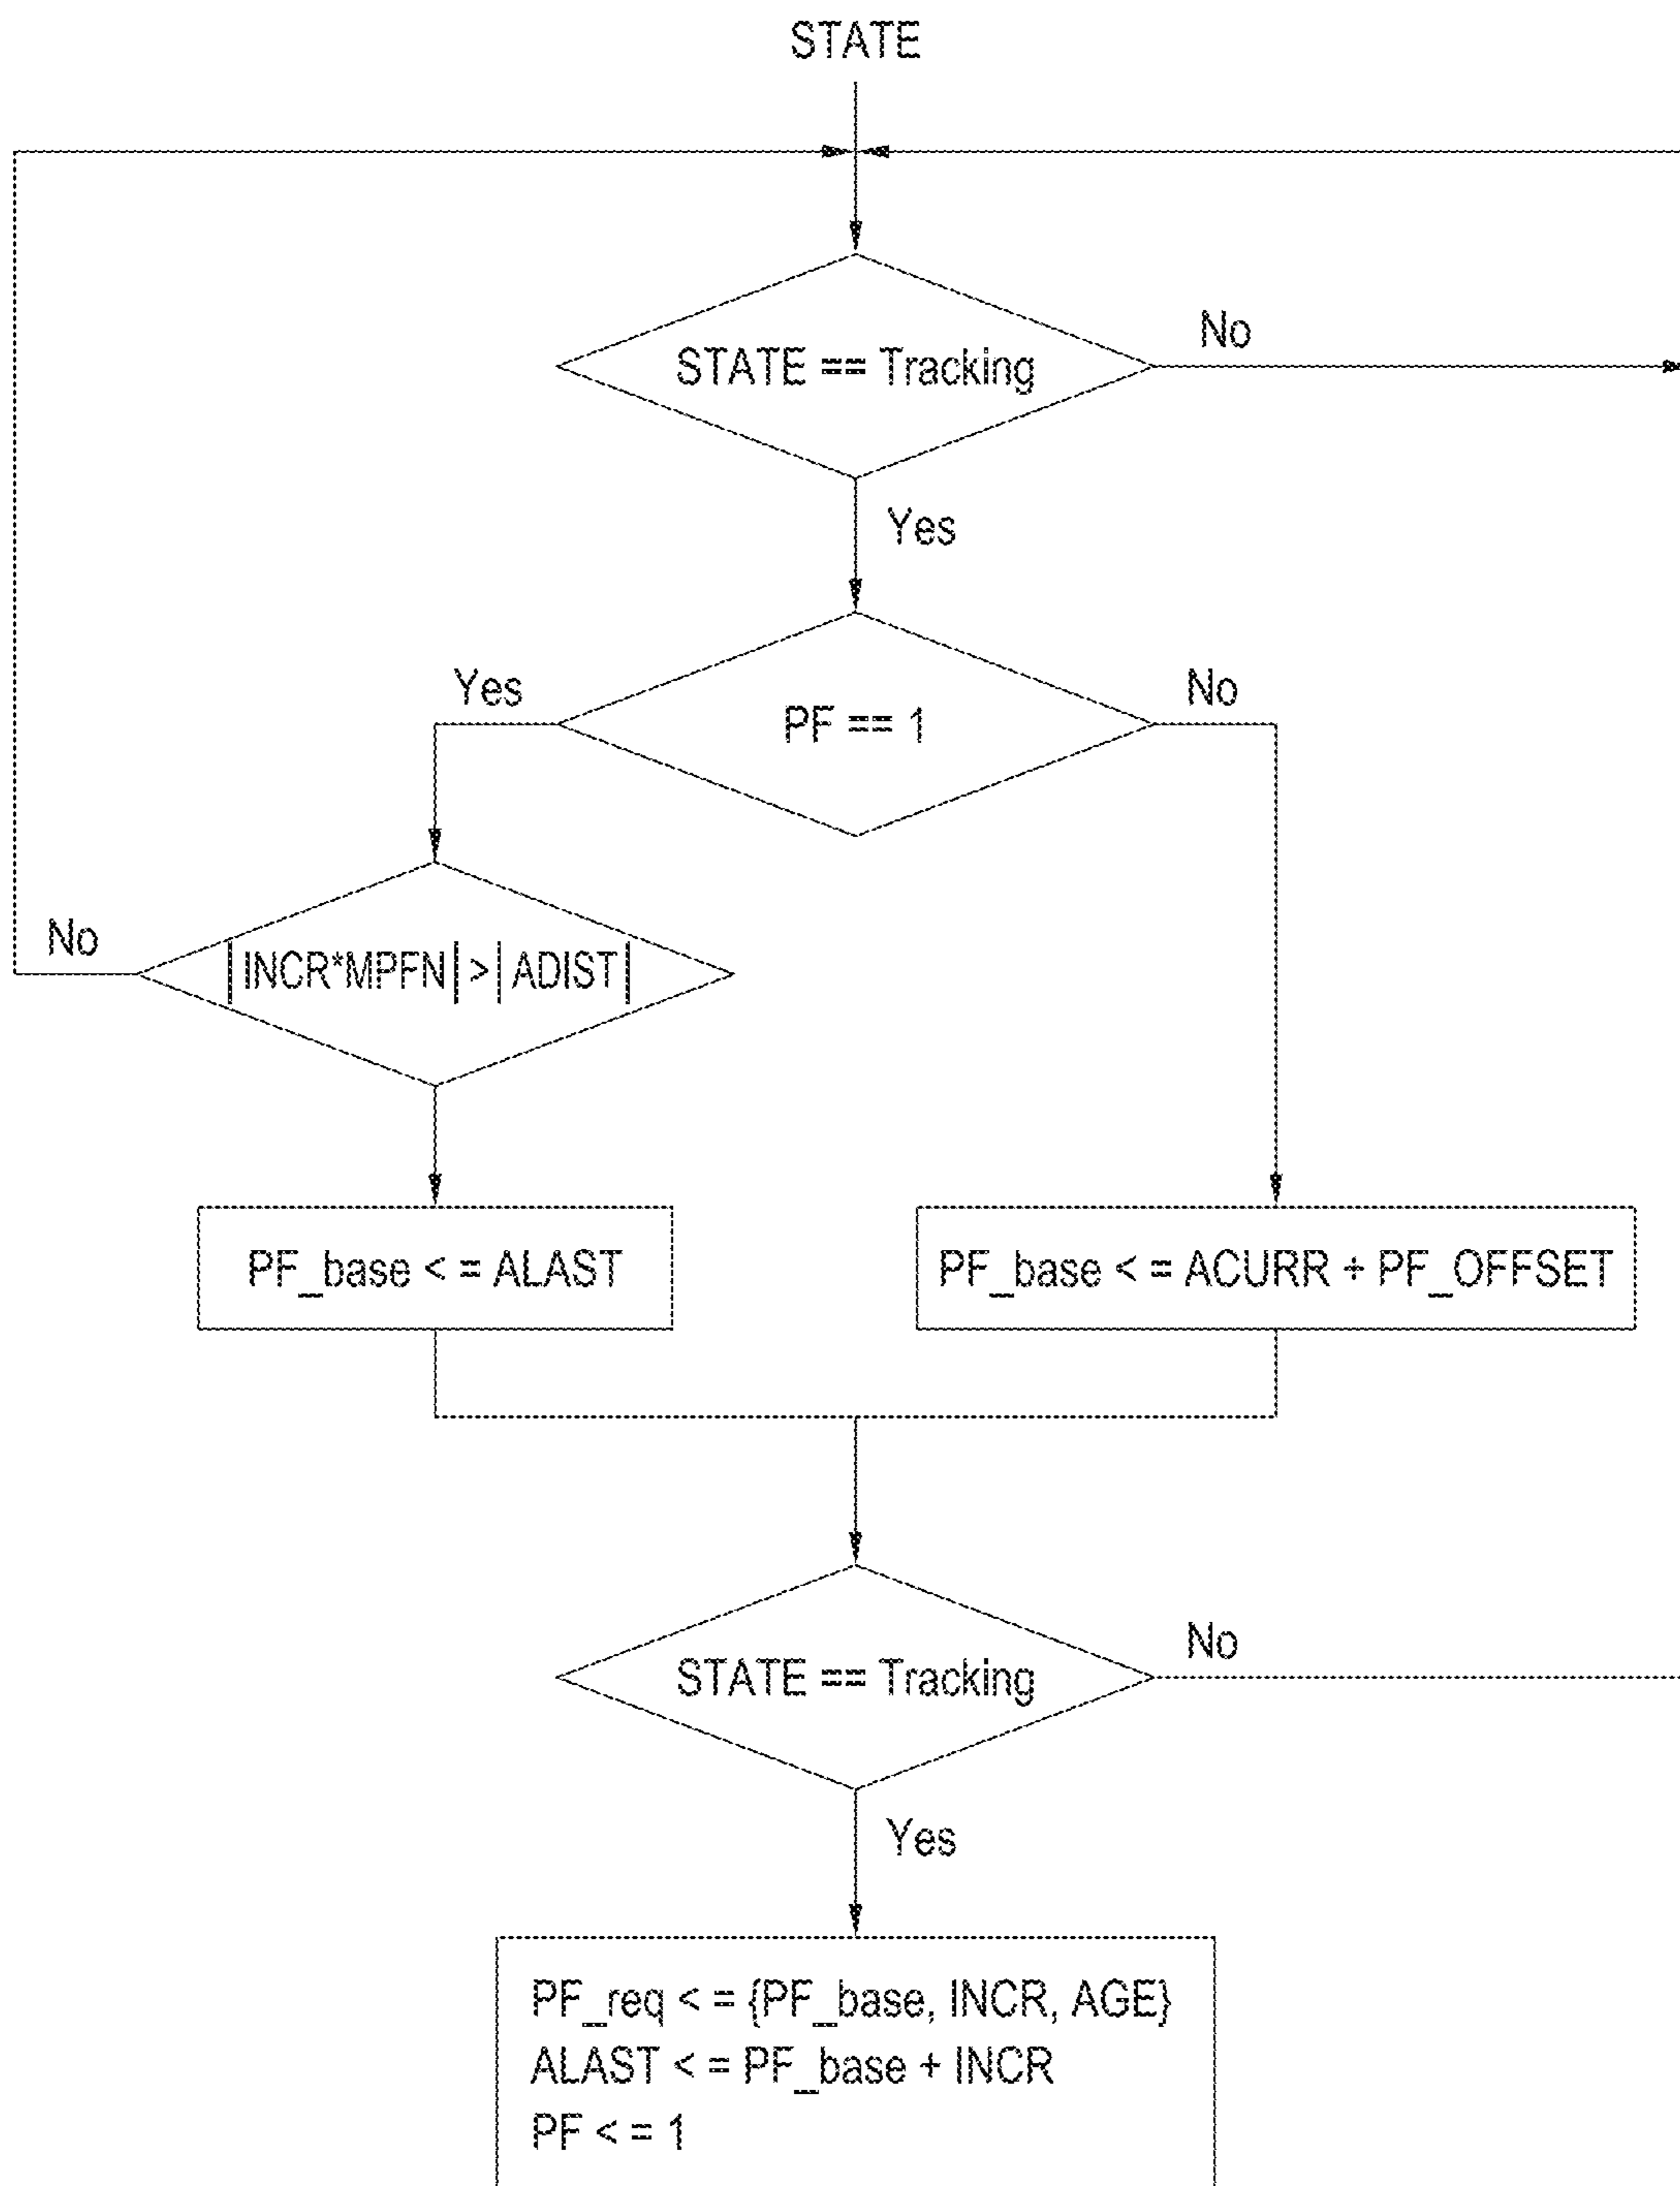 STATE
STATE == Tracking
No
Yes
PF == 1
Yes
No
|INCR*MPFN|>|ADIST|
No
PF_base < = ALAST
PF_base < = ACURR + PF_OFFSET
STATE == Tracking
No
Yes
PF_req < = {PF_base, INCR, AGE}
ALAST < = PF_base + INCR
PF < = 1